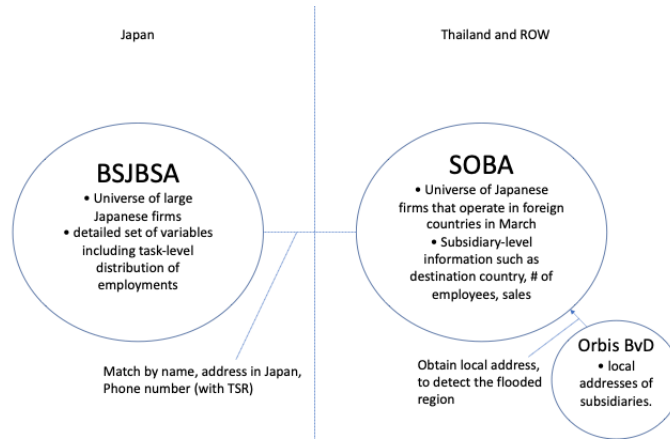 Japan
Thailand and ROW
BSJBSA
• Universe of large
Japanese firms
• detailed set of variables
including task-level
distribution of
employments
SOBA
• Universe of Japanese
firms that operate in foreign
countries in March
• Subsidiary-level
information such as
destination country, # of
employees, sales
Match by name, address in Japan,
Phone number (with TSR)
Obtain local address,
to detect the flooded
region
Orbis BvD
• local
addresses of
subsidiaries.